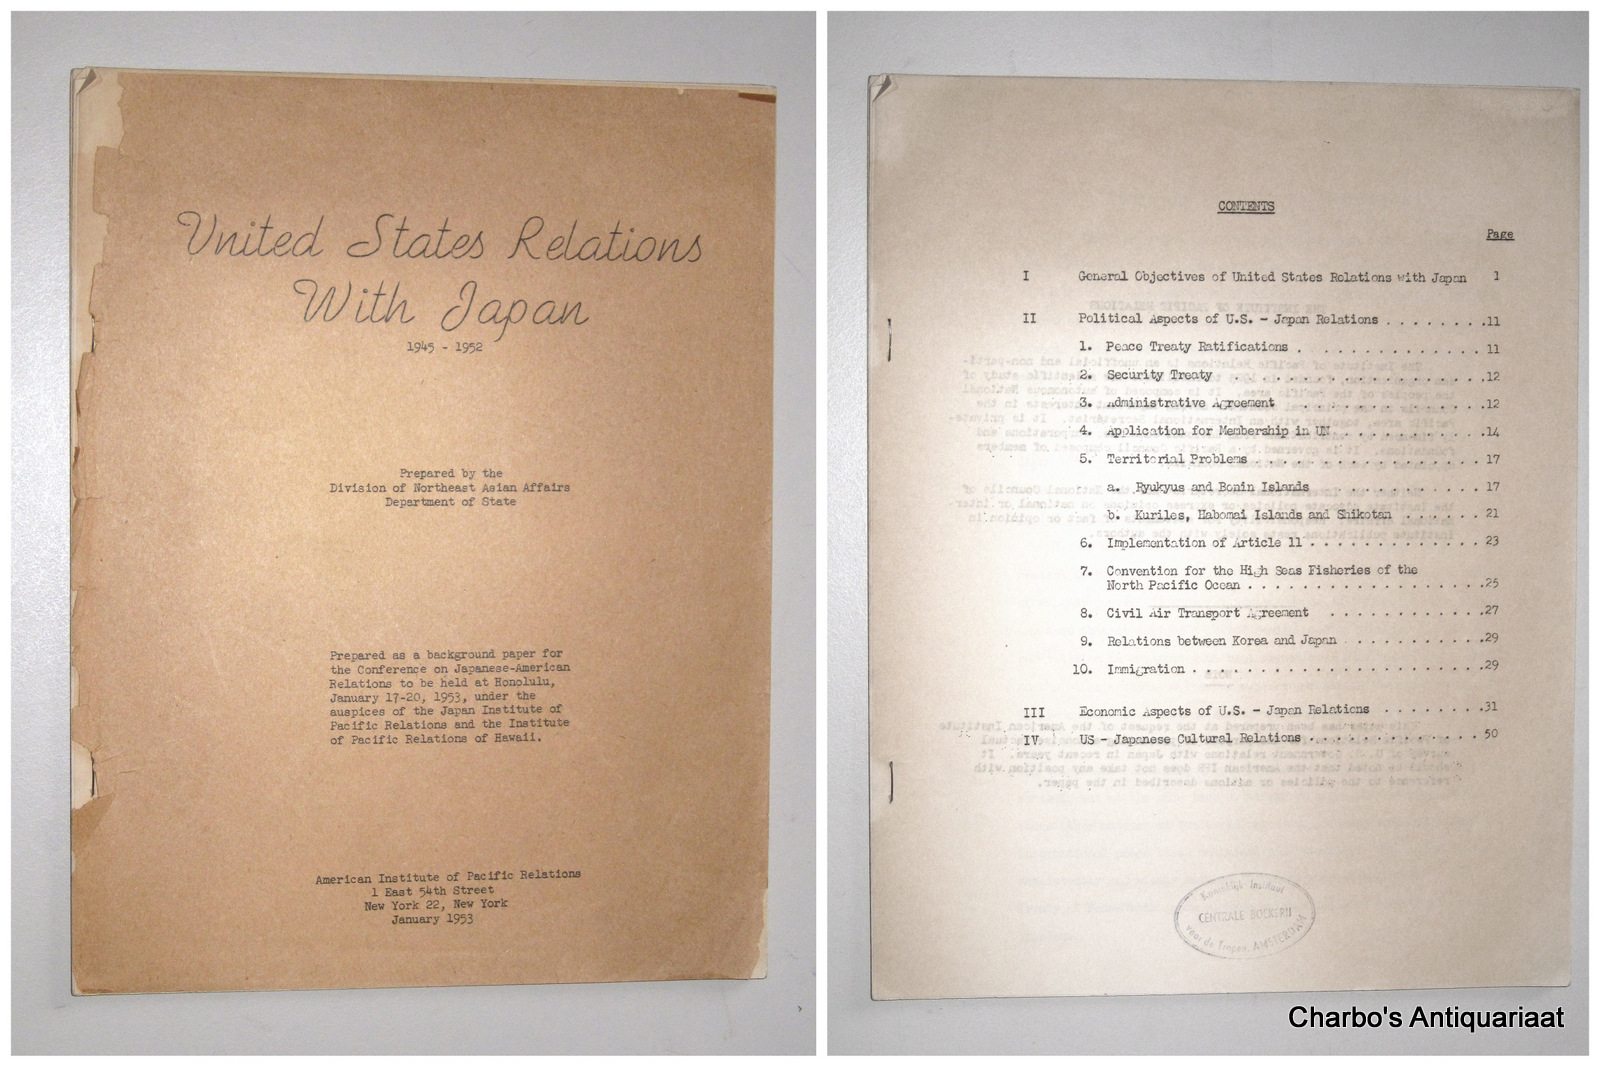 United States Relations
With Japan
1945 - 1952
Prepared by the
Division of Northeast Asian Affairs
Department of State
Prepared as a background paper for
the Conference on Japanese-American
Relations to be held at Honolulu,
January 17-20, 1953, under the
auspices of the Japan Institute of
Pacific Relations and the Institute
of Pacific Relations of Hawaii.
American Institute of Pacific Relations
1 East 54th Street
New York 22, New York
January 1953
CONTENTS
Page
I General Objectives of United States Relations with Japan 1
II Political Aspects of U.S. - Japan Relations . . . . . . . .11
1. Peace Treaty Ratifications . . . . . . . . . . . . . 11
2. Security Treaty . . . . . . . . . . . . . . . .12
3. Administrative Agreement . . . . . . . . . . . . . .12
4. Application for Membership in UN . . . . . . . . . . .14
5. Territorial Problems . . . . . . . . . . . . . . . . 17
a. Ryukyus and Bonin Islands . . . . . . . . . . . . 17
b. Kuriles, Habomai Islands and Shikotan . . . . . . . 21
6. Implementation of Article 11 . . . . . . . . . . . . . 23
7. Convention for the High Seas Fisheries of the
North Pacific Ocean . . . . . . . . . . . . . . . . .25
8. Civil Air Transport Agreement . . . . . . . . . . . .27
9. Relations between Korea and Japan . . . . . . . . . . .29
10. Immigration . . . . . . . . . . . . . . . . . . . . .29
III Economic Aspects of U.S. - Japan Relations . . . . . . . .31
IV US - Japanese Cultural Relations . . . . . . . . . . . . . 50
Koninklijk Instituut
CENTRALE BOEKERIJ
voor de Tropen, AMSTERDAM
Charbo's Antiquariaat